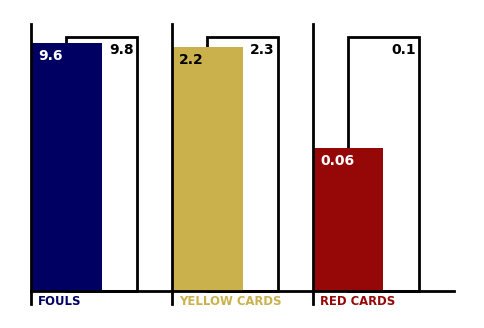 9.6
9.8
2.2
2.3
0.06
0.1
FOULS
YELLOW CARDS
RED CARDS